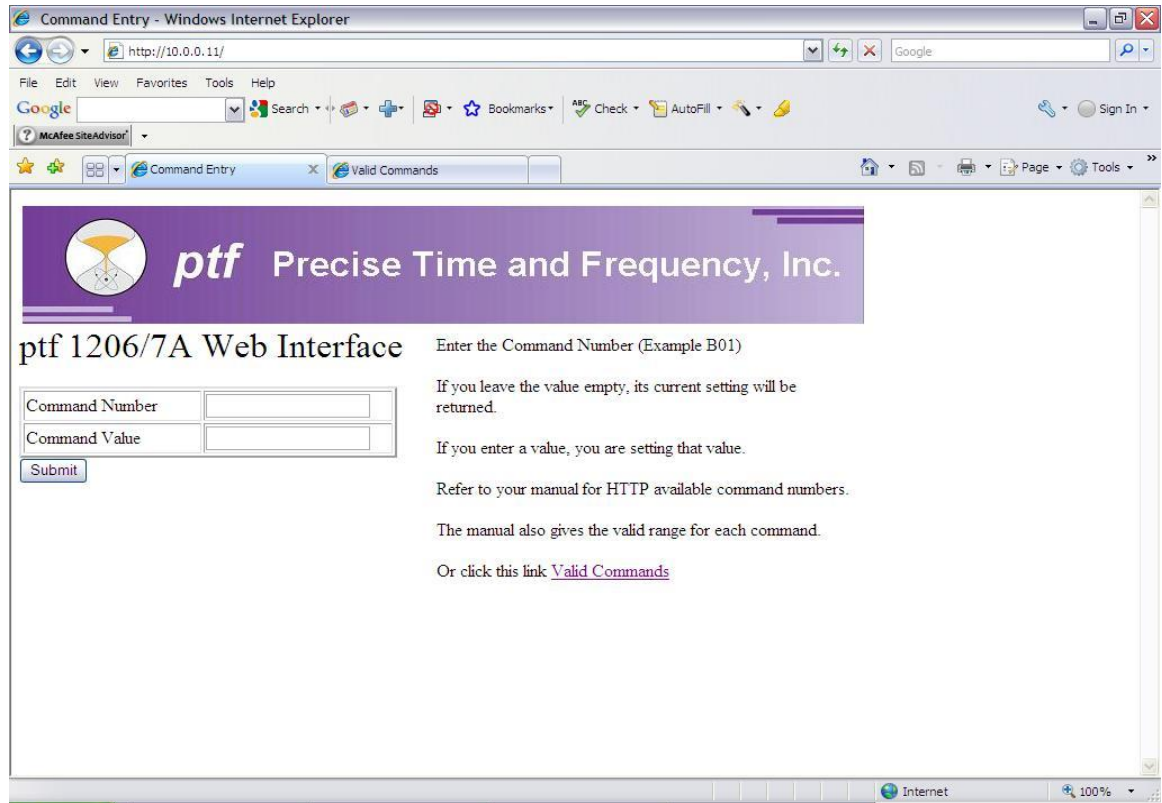 Command Entry - Windows Internet Explorer
http://10.0.0.11/
Google
File Edit View Favorites Tools Help
Google Search Bookmarks Check AutoFill Sign In
McAfee SiteAdvisor
Command Entry X Valid Commands Page Tools
ptf Precise Time and Frequency, Inc.
ptf 1206/7A Web Interface
Command Number
Command Value
Submit
Enter the Command Number (Example B01)
If you leave the value empty, its current setting will be
returned.
If you enter a value, you are setting that value.
Refer to your manual for HTTP available command numbers.
The manual also gives the valid range for each command.
Or click this link Valid Commands
Internet 100%